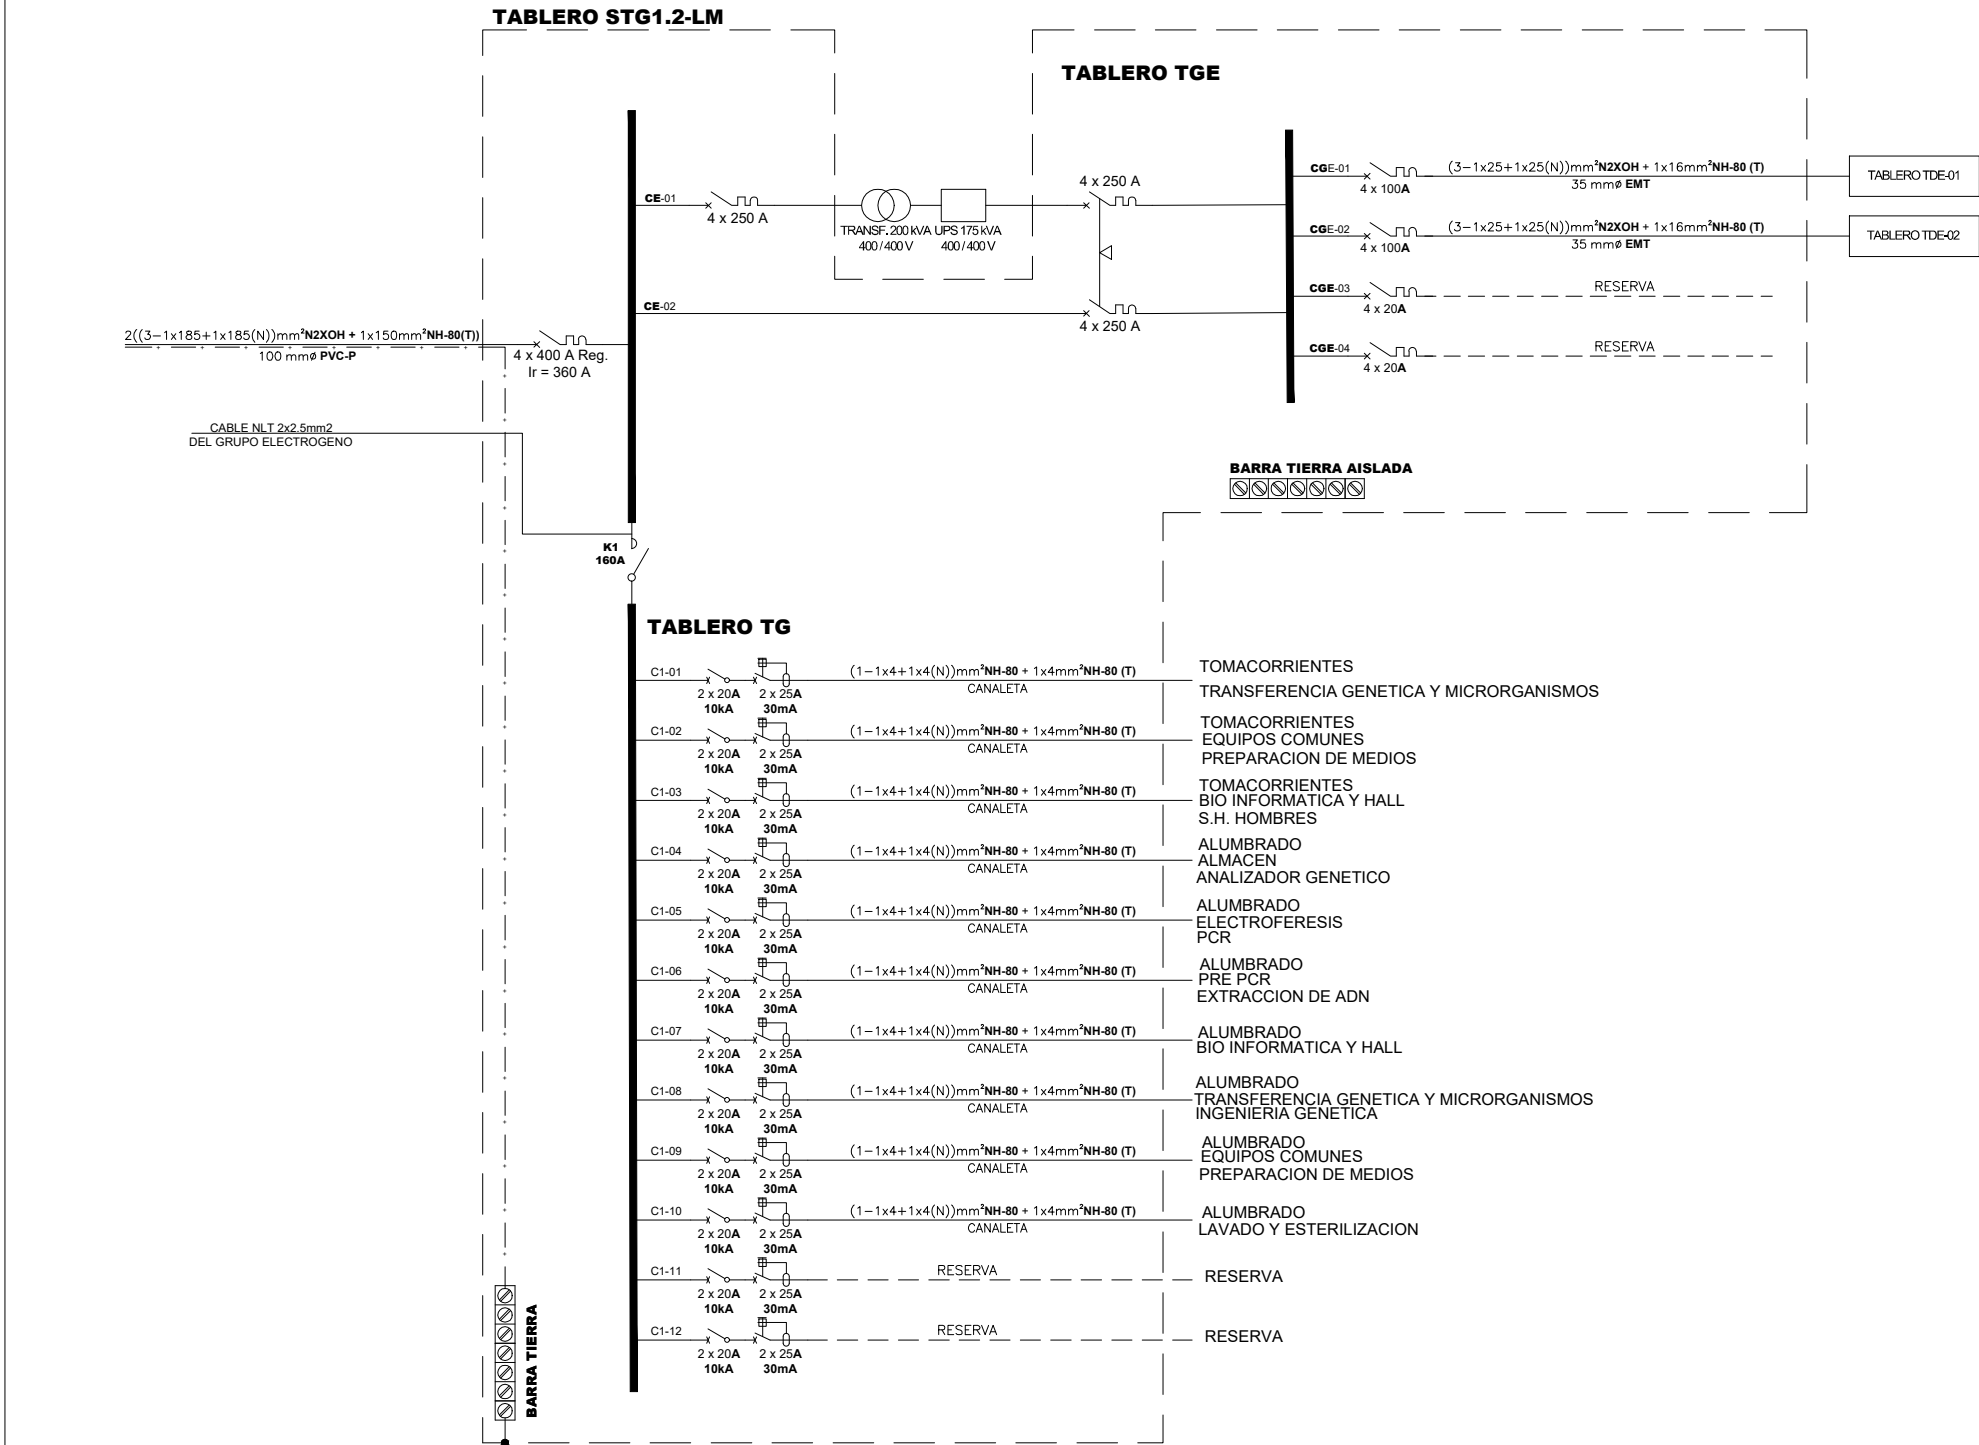 TABLERO STG1.2-LM
TABLERO TGE
CE-01
4 x 250 A
TRANSF. 200 kVA
400 / 400 V
UPS 175 kVA
400 / 400 V
4 x 250 A
CE-02
4 x 250 A
CGE-01
4 x 100A
(3-1x25+1x25(N))mm²N2XOH + 1x16mm²NH-80 (T)
35 mmø EMT
TABLERO TDE-01
CGE-02
4 x 100A
(3-1x25+1x25(N))mm²N2XOH + 1x16mm²NH-80 (T)
35 mmø EMT
TABLERO TDE-02
CGE-03
4 x 20A
RESERVA
CGE-04
4 x 20A
RESERVA
2((3-1x185+1x185(N))mm²N2XOH + 1x150mm²NH-80(T))
100 mmø PVC-P
4 x 400 A Reg.
Ir = 360 A
CABLE NLT 2x2.5mm2
DEL GRUPO ELECTROGENO
BARRA TIERRA AISLADA
K1
160A
TABLERO TG
C1-01
2 x 20A
10kA
2 x 25A
30mA
(1-1x4+1x4(N))mm²NH-80 + 1x4mm²NH-80 (T)
CANALETA
TOMACORRIENTES
TRANSFERENCIA GENETICA Y MICRORGANISMOS
C1-02
2 x 20A
10kA
2 x 25A
30mA
(1-1x4+1x4(N))mm²NH-80 + 1x4mm²NH-80 (T)
CANALETA
TOMACORRIENTES
EQUIPOS COMUNES
PREPARACION DE MEDIOS
C1-03
2 x 20A
10kA
2 x 25A
30mA
(1-1x4+1x4(N))mm²NH-80 + 1x4mm²NH-80 (T)
CANALETA
TOMACORRIENTES
BIO INFORMATICA Y HALL
S.H. HOMBRES
C1-04
2 x 20A
10kA
2 x 25A
30mA
(1-1x4+1x4(N))mm²NH-80 + 1x4mm²NH-80 (T)
CANALETA
ALUMBRADO
ALMACEN
ANALIZADOR GENETICO
C1-05
2 x 20A
10kA
2 x 25A
30mA
(1-1x4+1x4(N))mm²NH-80 + 1x4mm²NH-80 (T)
CANALETA
ALUMBRADO
ELECTROFERESIS
PCR
C1-06
2 x 20A
10kA
2 x 25A
30mA
(1-1x4+1x4(N))mm²NH-80 + 1x4mm²NH-80 (T)
CANALETA
ALUMBRADO
PRE PCR
EXTRACCION DE ADN
C1-07
2 x 20A
10kA
2 x 25A
30mA
(1-1x4+1x4(N))mm²NH-80 + 1x4mm²NH-80 (T)
CANALETA
ALUMBRADO
BIO INFORMATICA Y HALL
C1-08
2 x 20A
10kA
2 x 25A
30mA
(1-1x4+1x4(N))mm²NH-80 + 1x4mm²NH-80 (T)
CANALETA
ALUMBRADO
TRANSFERENCIA GENETICA Y MICRORGANISMOS
INGENIERIA GENETICA
C1-09
2 x 20A
10kA
2 x 25A
30mA
(1-1x4+1x4(N))mm²NH-80 + 1x4mm²NH-80 (T)
CANALETA
ALUMBRADO
EQUIPOS COMUNES
PREPARACION DE MEDIOS
C1-10
2 x 20A
10kA
2 x 25A
30mA
(1-1x4+1x4(N))mm²NH-80 + 1x4mm²NH-80 (T)
CANALETA
ALUMBRADO
LAVADO Y ESTERILIZACION
C1-11
2 x 20A
10kA
2 x 25A
30mA
RESERVA
RESERVA
C1-12
2 x 20A
10kA
2 x 25A
30mA
RESERVA
RESERVA
BARRA TIERRA